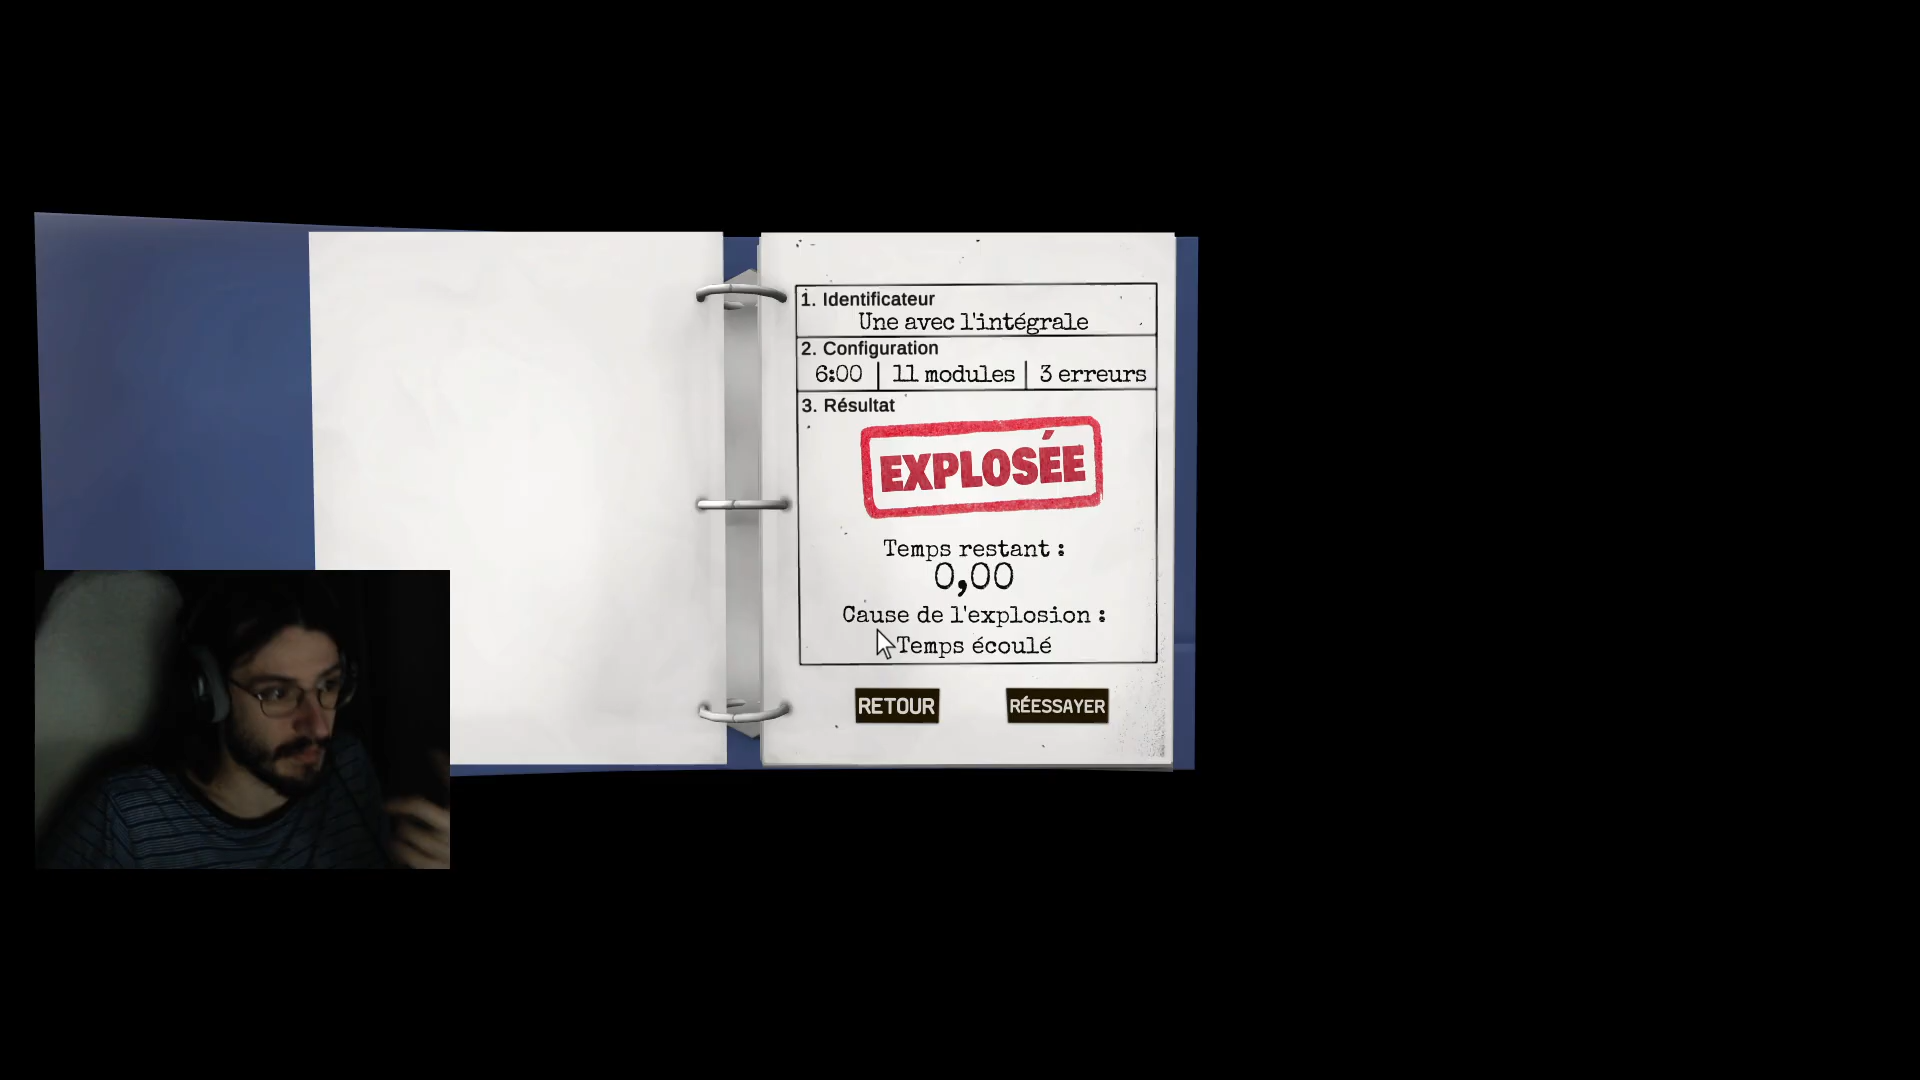 1. Identificateur
Une avec l'intégrale
2. Configuration
6:00 | 11 modules | 3 erreurs
3. Résultat
EXPLOSÉE
Temps restant :
0,00
Cause de l'explosion :
Temps écoulé
RETOUR
RÉESSAYER